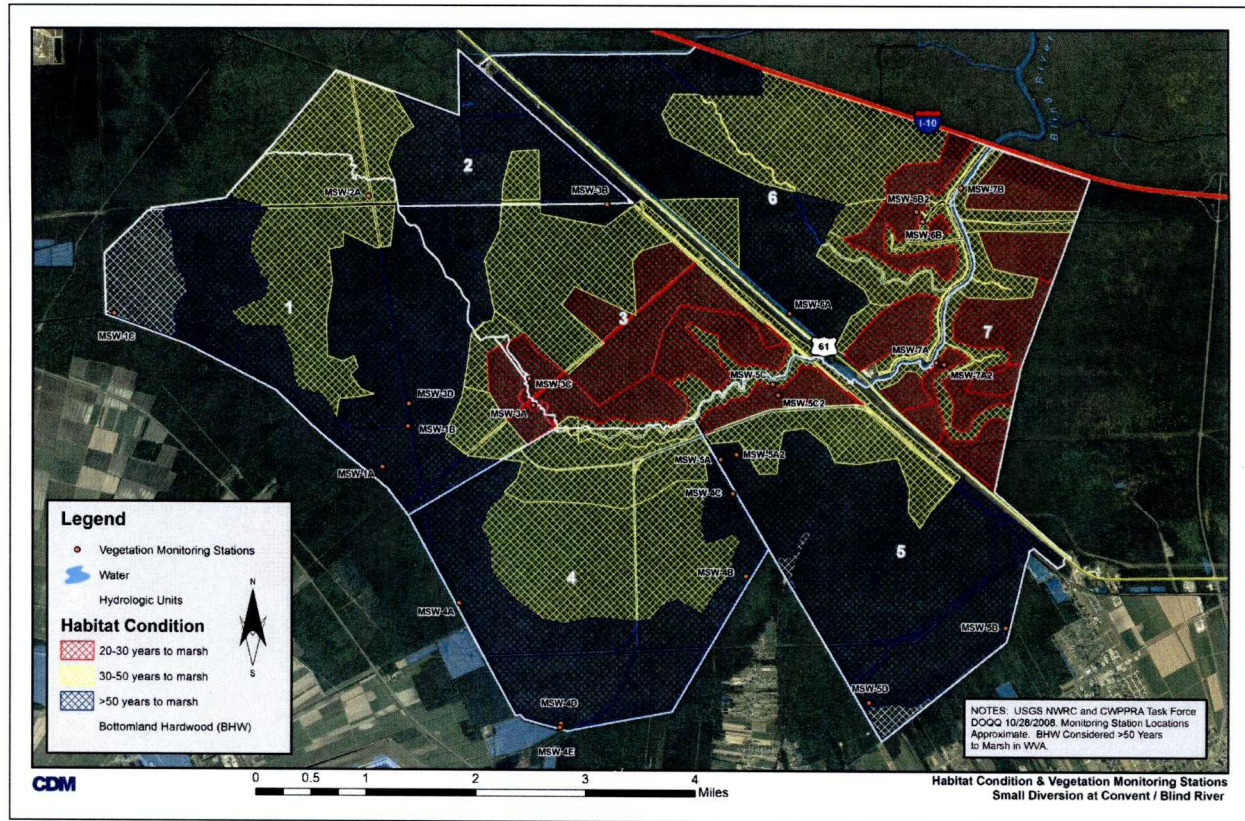 Blind River
I-10
2
MSW-2A
MSW-3B
6
MSW-7B
MSW-6B2
MSW-6B
1
MSW-1C
3
MSW-6A
61
7
MSW-7A
MSW-7A2
MSW-3D
MSW-3C
MSW-3A
MSW-5C
MSW-5C2
MSW-1B
MSW-1A
MSW-5A
MSW-5A2
MSW-4C
4
5
MSW-4B
MSW-4A
MSW-5B
MSW-4D
MSW-4E
MSW-5D
Legend
Vegetation Monitoring Stations
Water
Hydrologic Units
N
S
Habitat Condition
20-30 years to marsh
30-50 years to marsh
>50 years to marsh
Bottomland Hardwood (BHW)
NOTES: USGS NWRC and CWPPRA Task Force
DOQQ 10/28/2008. Monitoring Station Locations
Approximate. BHW Considered >50 Years
to Marsh in WVA.
CDM
0 0.5 1 2 3 4
Miles
Habitat Condition & Vegetation Monitoring Stations
Small Diversion at Convent / Blind River